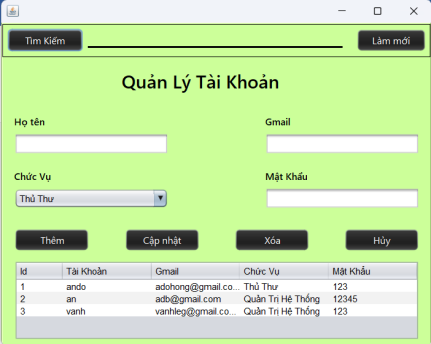 Tìm Kiếm Làm mới
Quản Lý Tài Khoản
Họ tên Gmail
Chức Vụ Mật Khẩu
Thủ Thư
Thêm Cập nhật Xóa Hủy
Id Tài Khoản Gmail Chức Vụ Mật Khẩu
1 ando adohong@gmail.co... Thủ Thư 123
2 an adb@gmail.com Quản Trị Hệ Thống 12345
3 vanh vanhleg@gmail.co... Quản Trị Hệ Thống 123